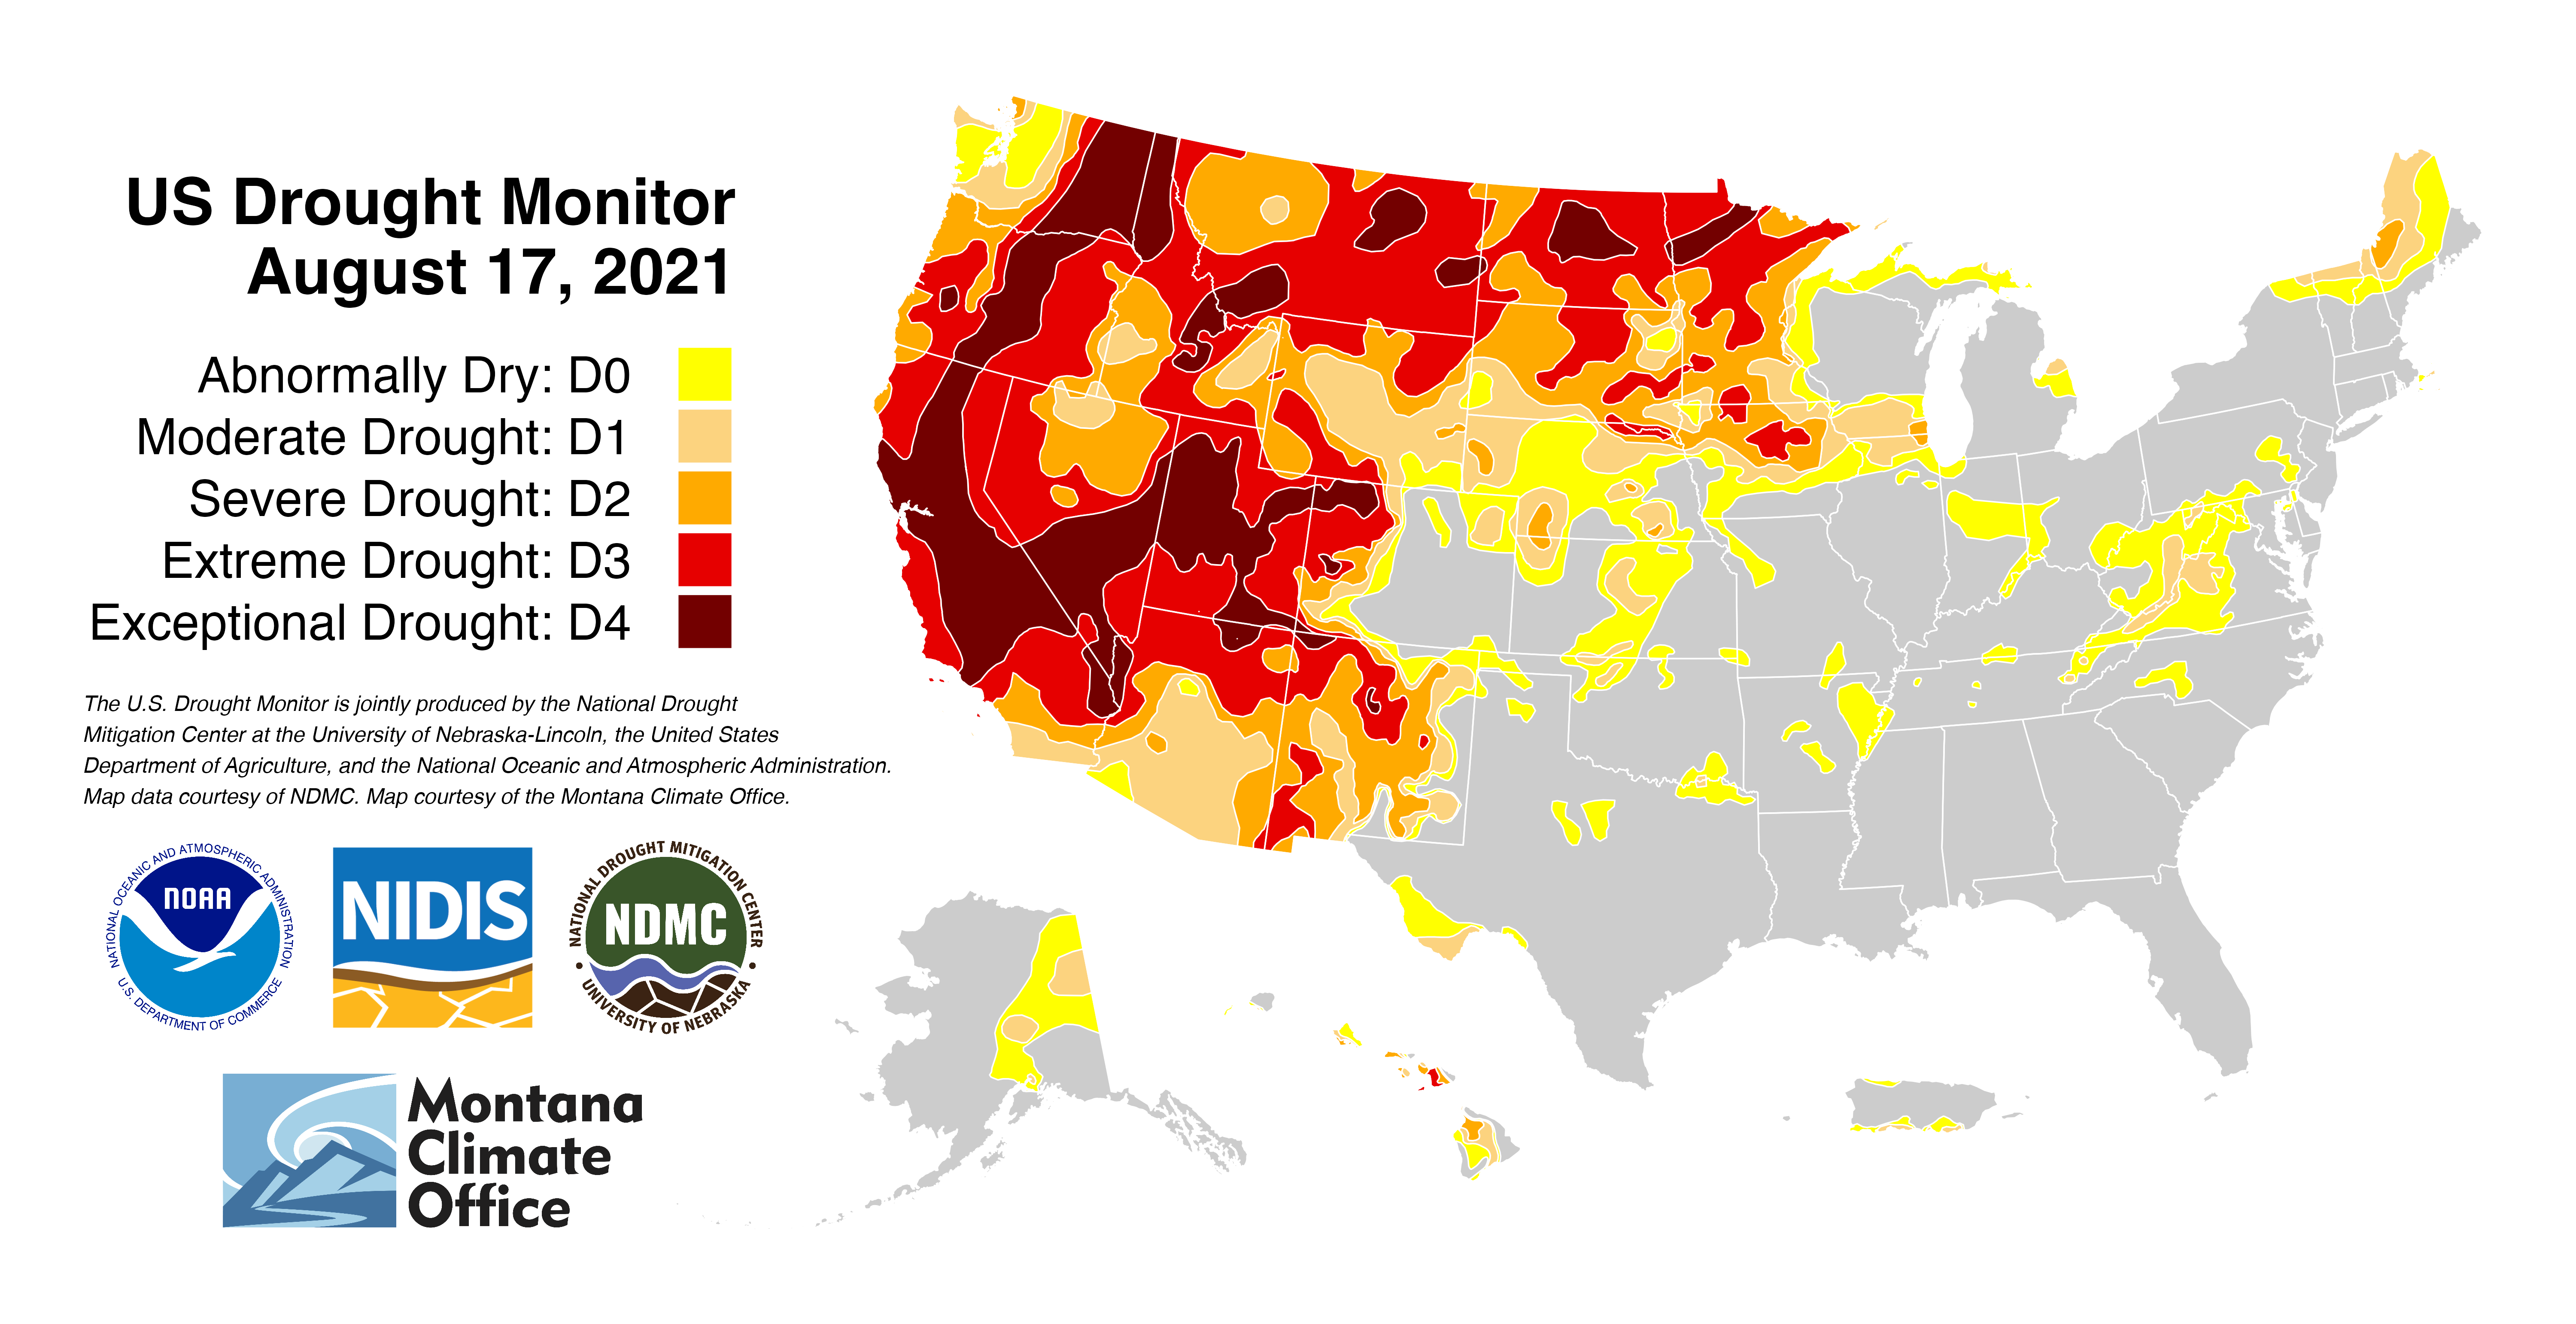 US Drought Monitor
August 17, 2021
Abnormally Dry: D0
Moderate Drought: D1
Severe Drought: D2
Extreme Drought: D3
Exceptional Drought: D4
The U.S. Drought Monitor is jointly produced by the National Drought
Mitigation Center at the University of Nebraska-Lincoln, the United States
Department of Agriculture, and the National Oceanic and Atmospheric Administration.
Map data courtesy of NDMC. Map courtesy of the Montana Climate Office.
NATIONAL OCEANIC AND ATMOSPHERIC ADMINISTRATION
NOAA
U.S. DEPARTMENT OF COMMERCE
NIDIS
NATIONAL DROUGHT MITIGATION CENTER
NDMC
• UNIVERSITY OF NEBRASKA •
Montana
Climate
Office